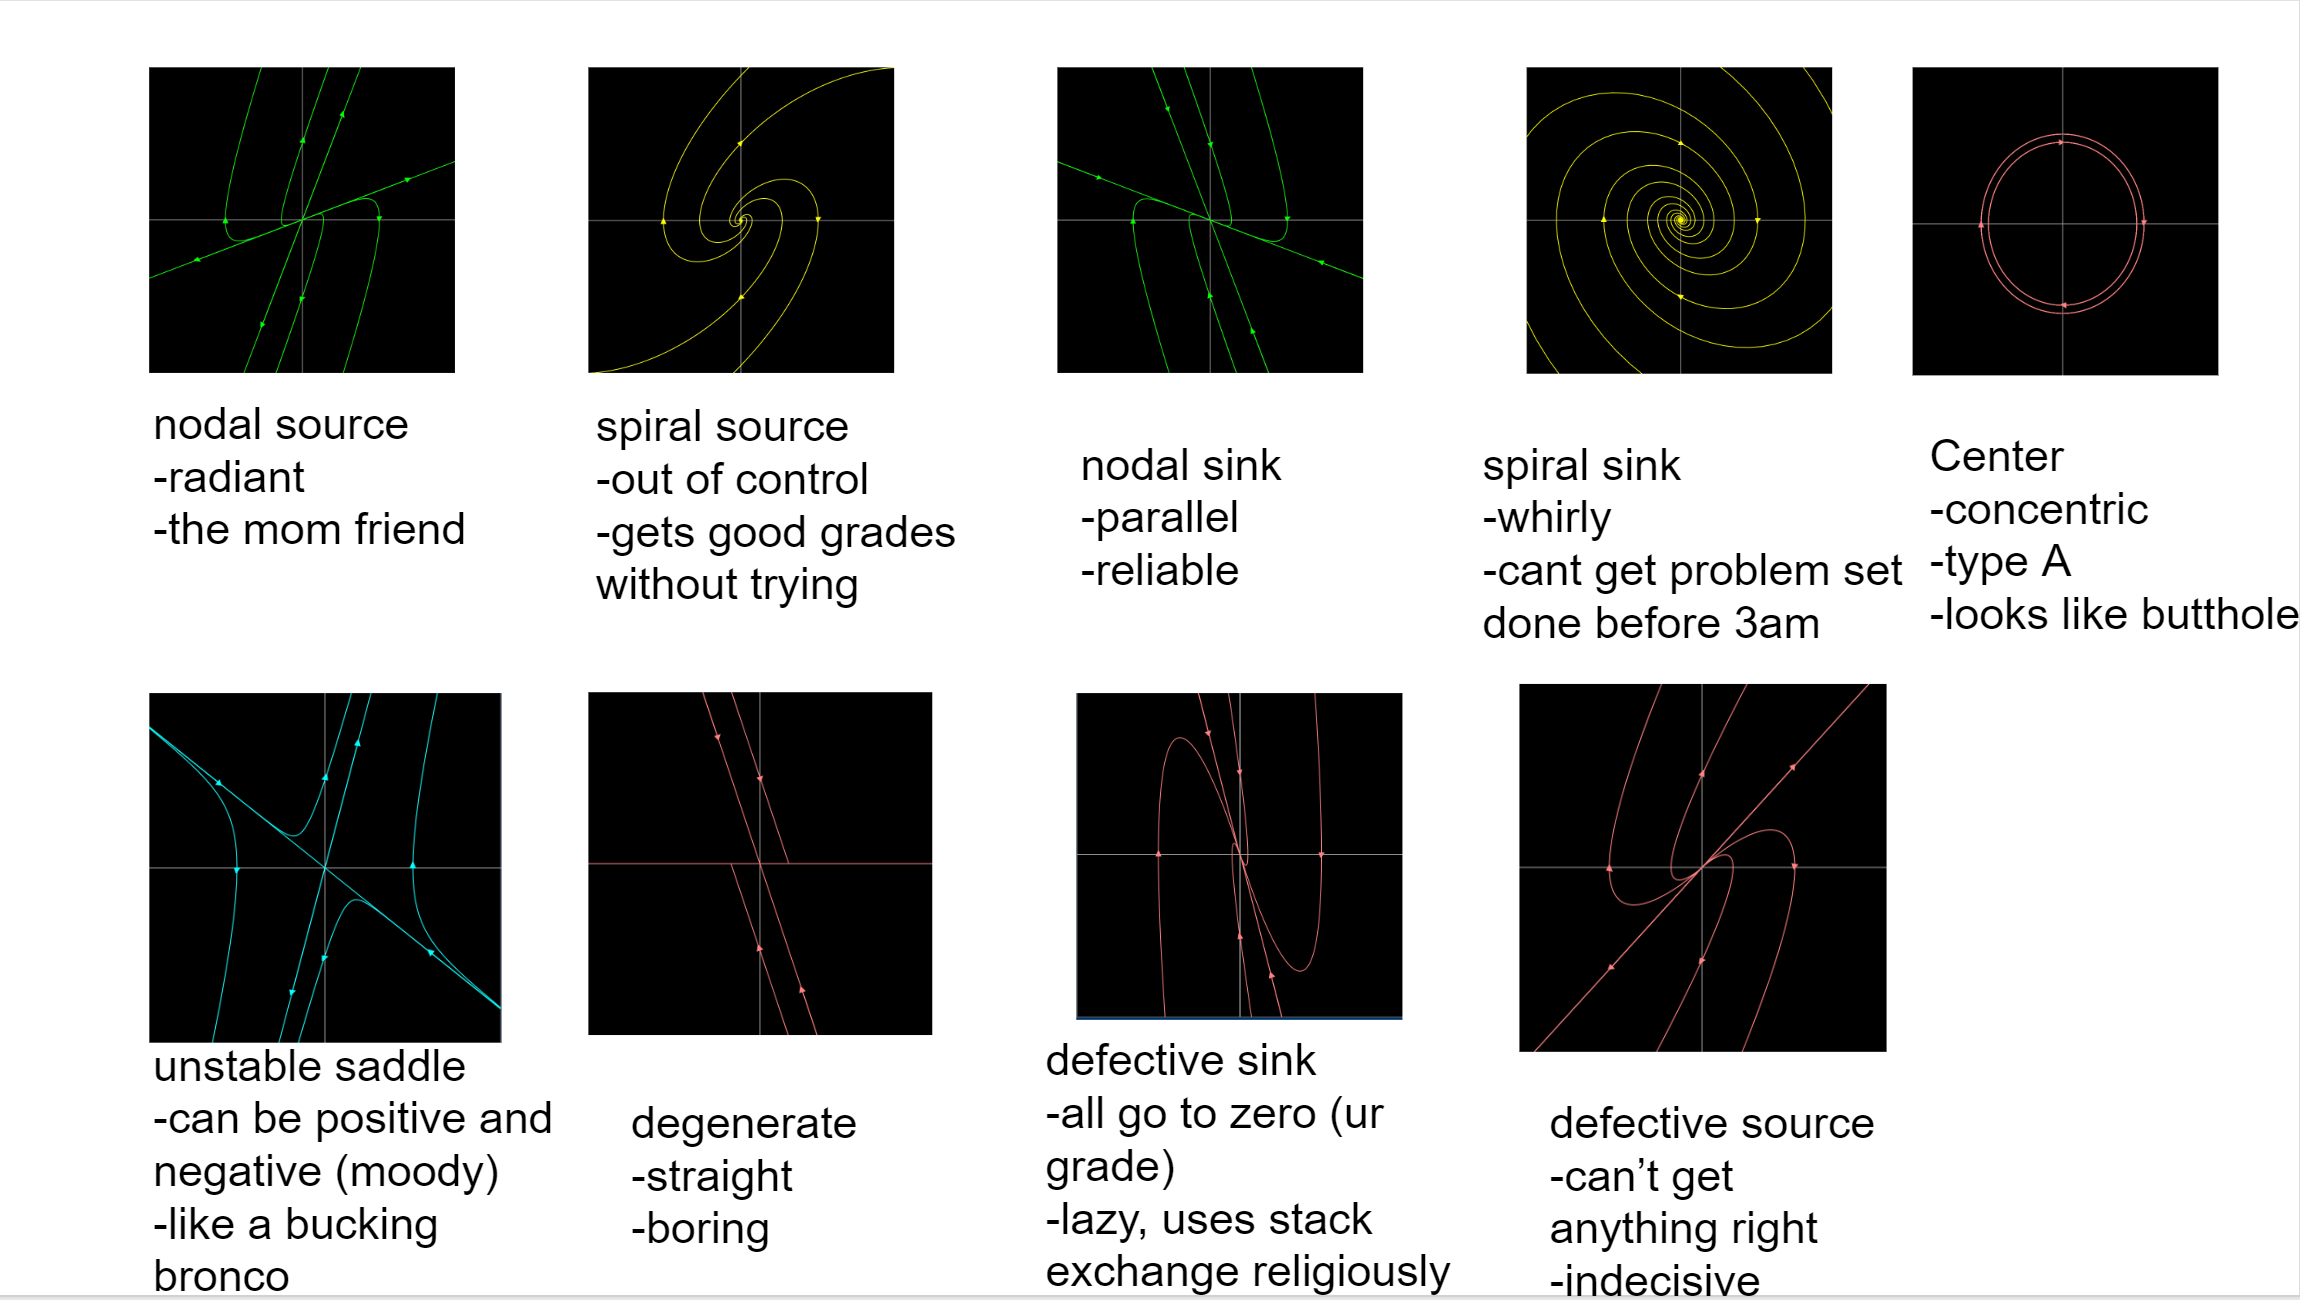 nodal source
-radiant
-the mom friend
spiral source
-out of control
-gets good grades
without trying
nodal sink
-parallel
-reliable
spiral sink
-whirly
-cant get problem set
done before 3am
Center
-concentric
-type A
-looks like butthole
unstable saddle
-can be positive and
negative (moody)
-like a bucking
bronco
degenerate
-straight
-boring
defective sink
-all go to zero (ur
grade)
-lazy, uses stack
exchange religiously
defective source
-can’t get
anything right
-indecisive